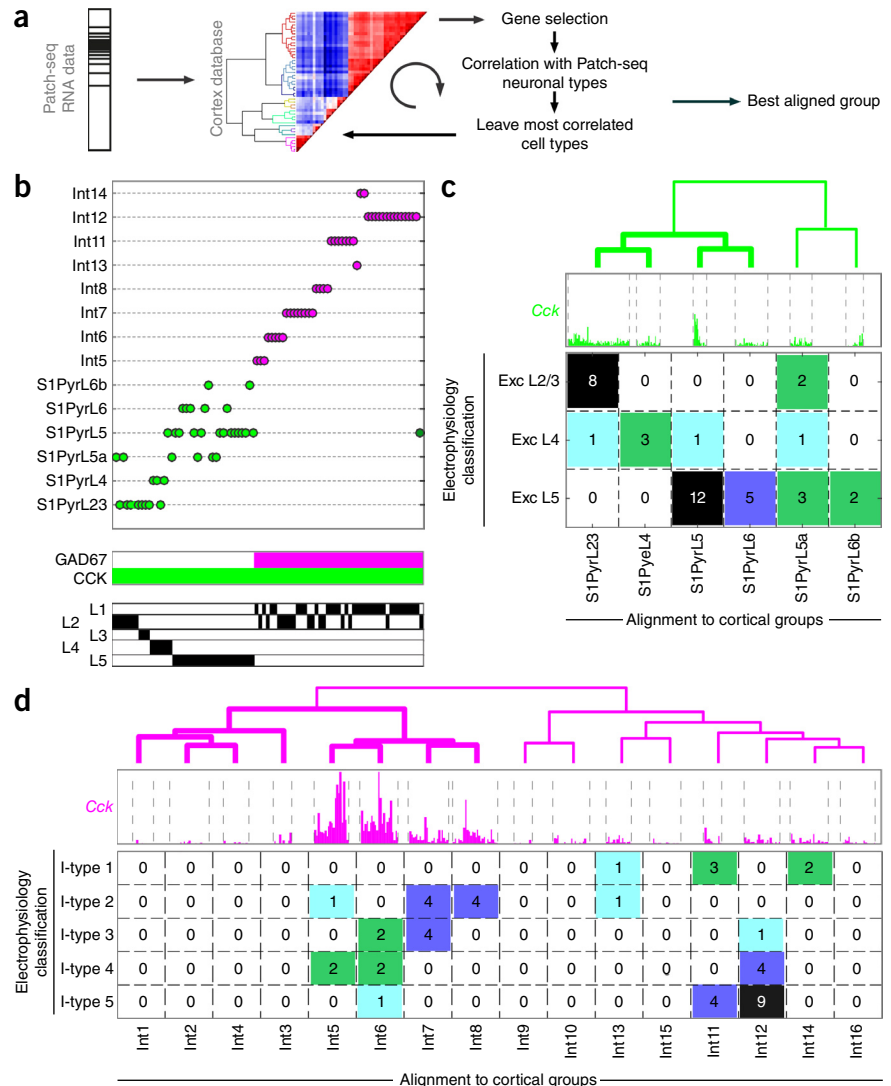 a
Patch-seq
RNA data
Cortex database
Gene selection
Correlation with Patch-seq
neuronal types
Leave most correlated
cell types
Best aligned group
b
Int14
Int12
Int11
Int13
Int8
Int7
Int6
Int5
S1PyrL6b
S1PyrL6
S1PyrL5
S1PyrL5a
S1PyrL4
S1PyrL23
GAD67
CCK
L1
L2
L3
L4
L5
c
Cck
Electrophysiology
classification
Exc L2/3 8 0 0 0 2 0
Exc L4 1 3 1 0 1 0
Exc L5 0 0 12 5 3 2
S1PyrL23 S1PyeL4 S1PyrL5 S1PyrL6 S1PyrL5a S1PyrL6b
Alignment to cortical groups
d
Cck
Electrophysiology
classification
I-type 1 0 0 0 0 0 0 0 0 0 0 1 0 3 0 2 0
I-type 2 0 0 0 0 1 0 4 4 0 0 1 0 0 0 0 0
I-type 3 0 0 0 0 0 2 4 0 0 0 0 0 0 1 0 0
I-type 4 0 0 0 0 2 2 0 0 0 0 0 0 0 4 0 0
I-type 5 0 0 0 0 0 1 0 0 0 0 0 0 4 9 0 0
Int1 Int2 Int4 Int3 Int5 Int6 Int7 Int8 Int9 Int10 Int13 Int15 Int11 Int12 Int14 Int16
Alignment to cortical groups